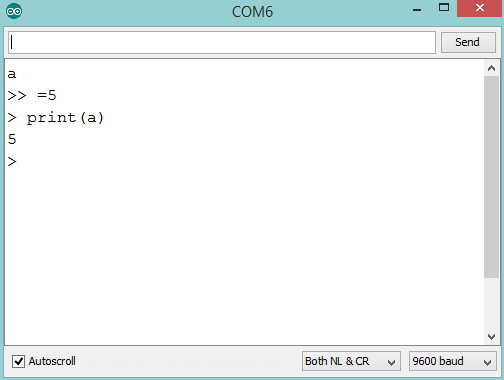 COM6
Send
a
>> =5
> print(a)
5
>
Autoscroll
Both NL & CR
9600 baud